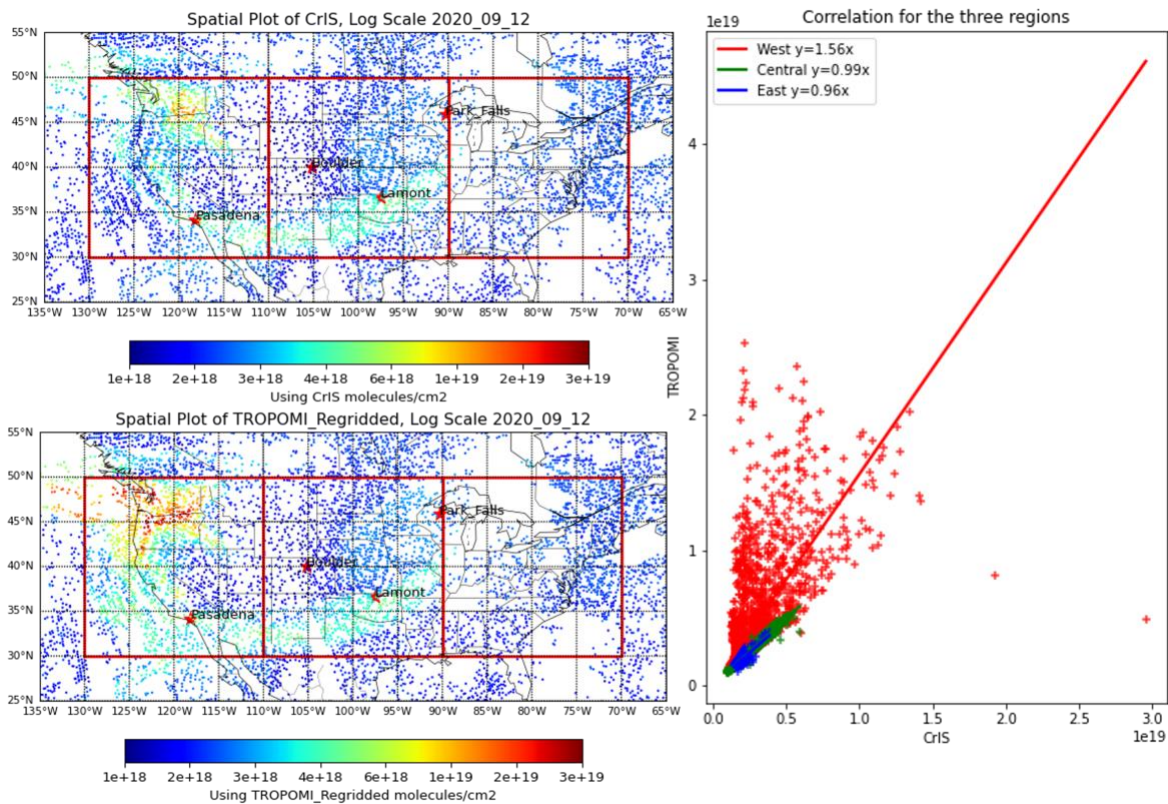 Spatial Plot of CrIS, Log Scale 2020_09_12
55°N
50°N
45°N
40°N
35°N
30°N
25°N
Park_Falls
Boulder
Lamont
Pasadena
135°W 130°W 125°W 120°W 115°W 110°W 105°W 100°W 95°W 90°W 85°W 80°W 75°W 70°W 65°W
1e+18 2e+18 3e+18 4e+18 6e+18 1e+19 2e+19 3e+19
Using CrIS molecules/cm2
Spatial Plot of TROPOMI_Regridded, Log Scale 2020_09_12
55°N
50°N
45°N
40°N
35°N
30°N
25°N
Park_Falls
Boulder
Lamont
Pasadena
135°W 130°W 125°W 120°W 115°W 110°W 105°W 100°W 95°W 90°W 85°W 80°W 75°W 70°W 65°W
1e+18 2e+18 3e+18 4e+18 6e+18 1e+19 2e+19 3e+19
Using TROPOMI_Regridded molecules/cm2
Correlation for the three regions
1e19
West y=1.56x
Central y=0.99x
East y=0.96x
TROPOMI
4
3
2
1
0
0.0 0.5 1.0 1.5 2.0 2.5 3.0
CrIS
1e19